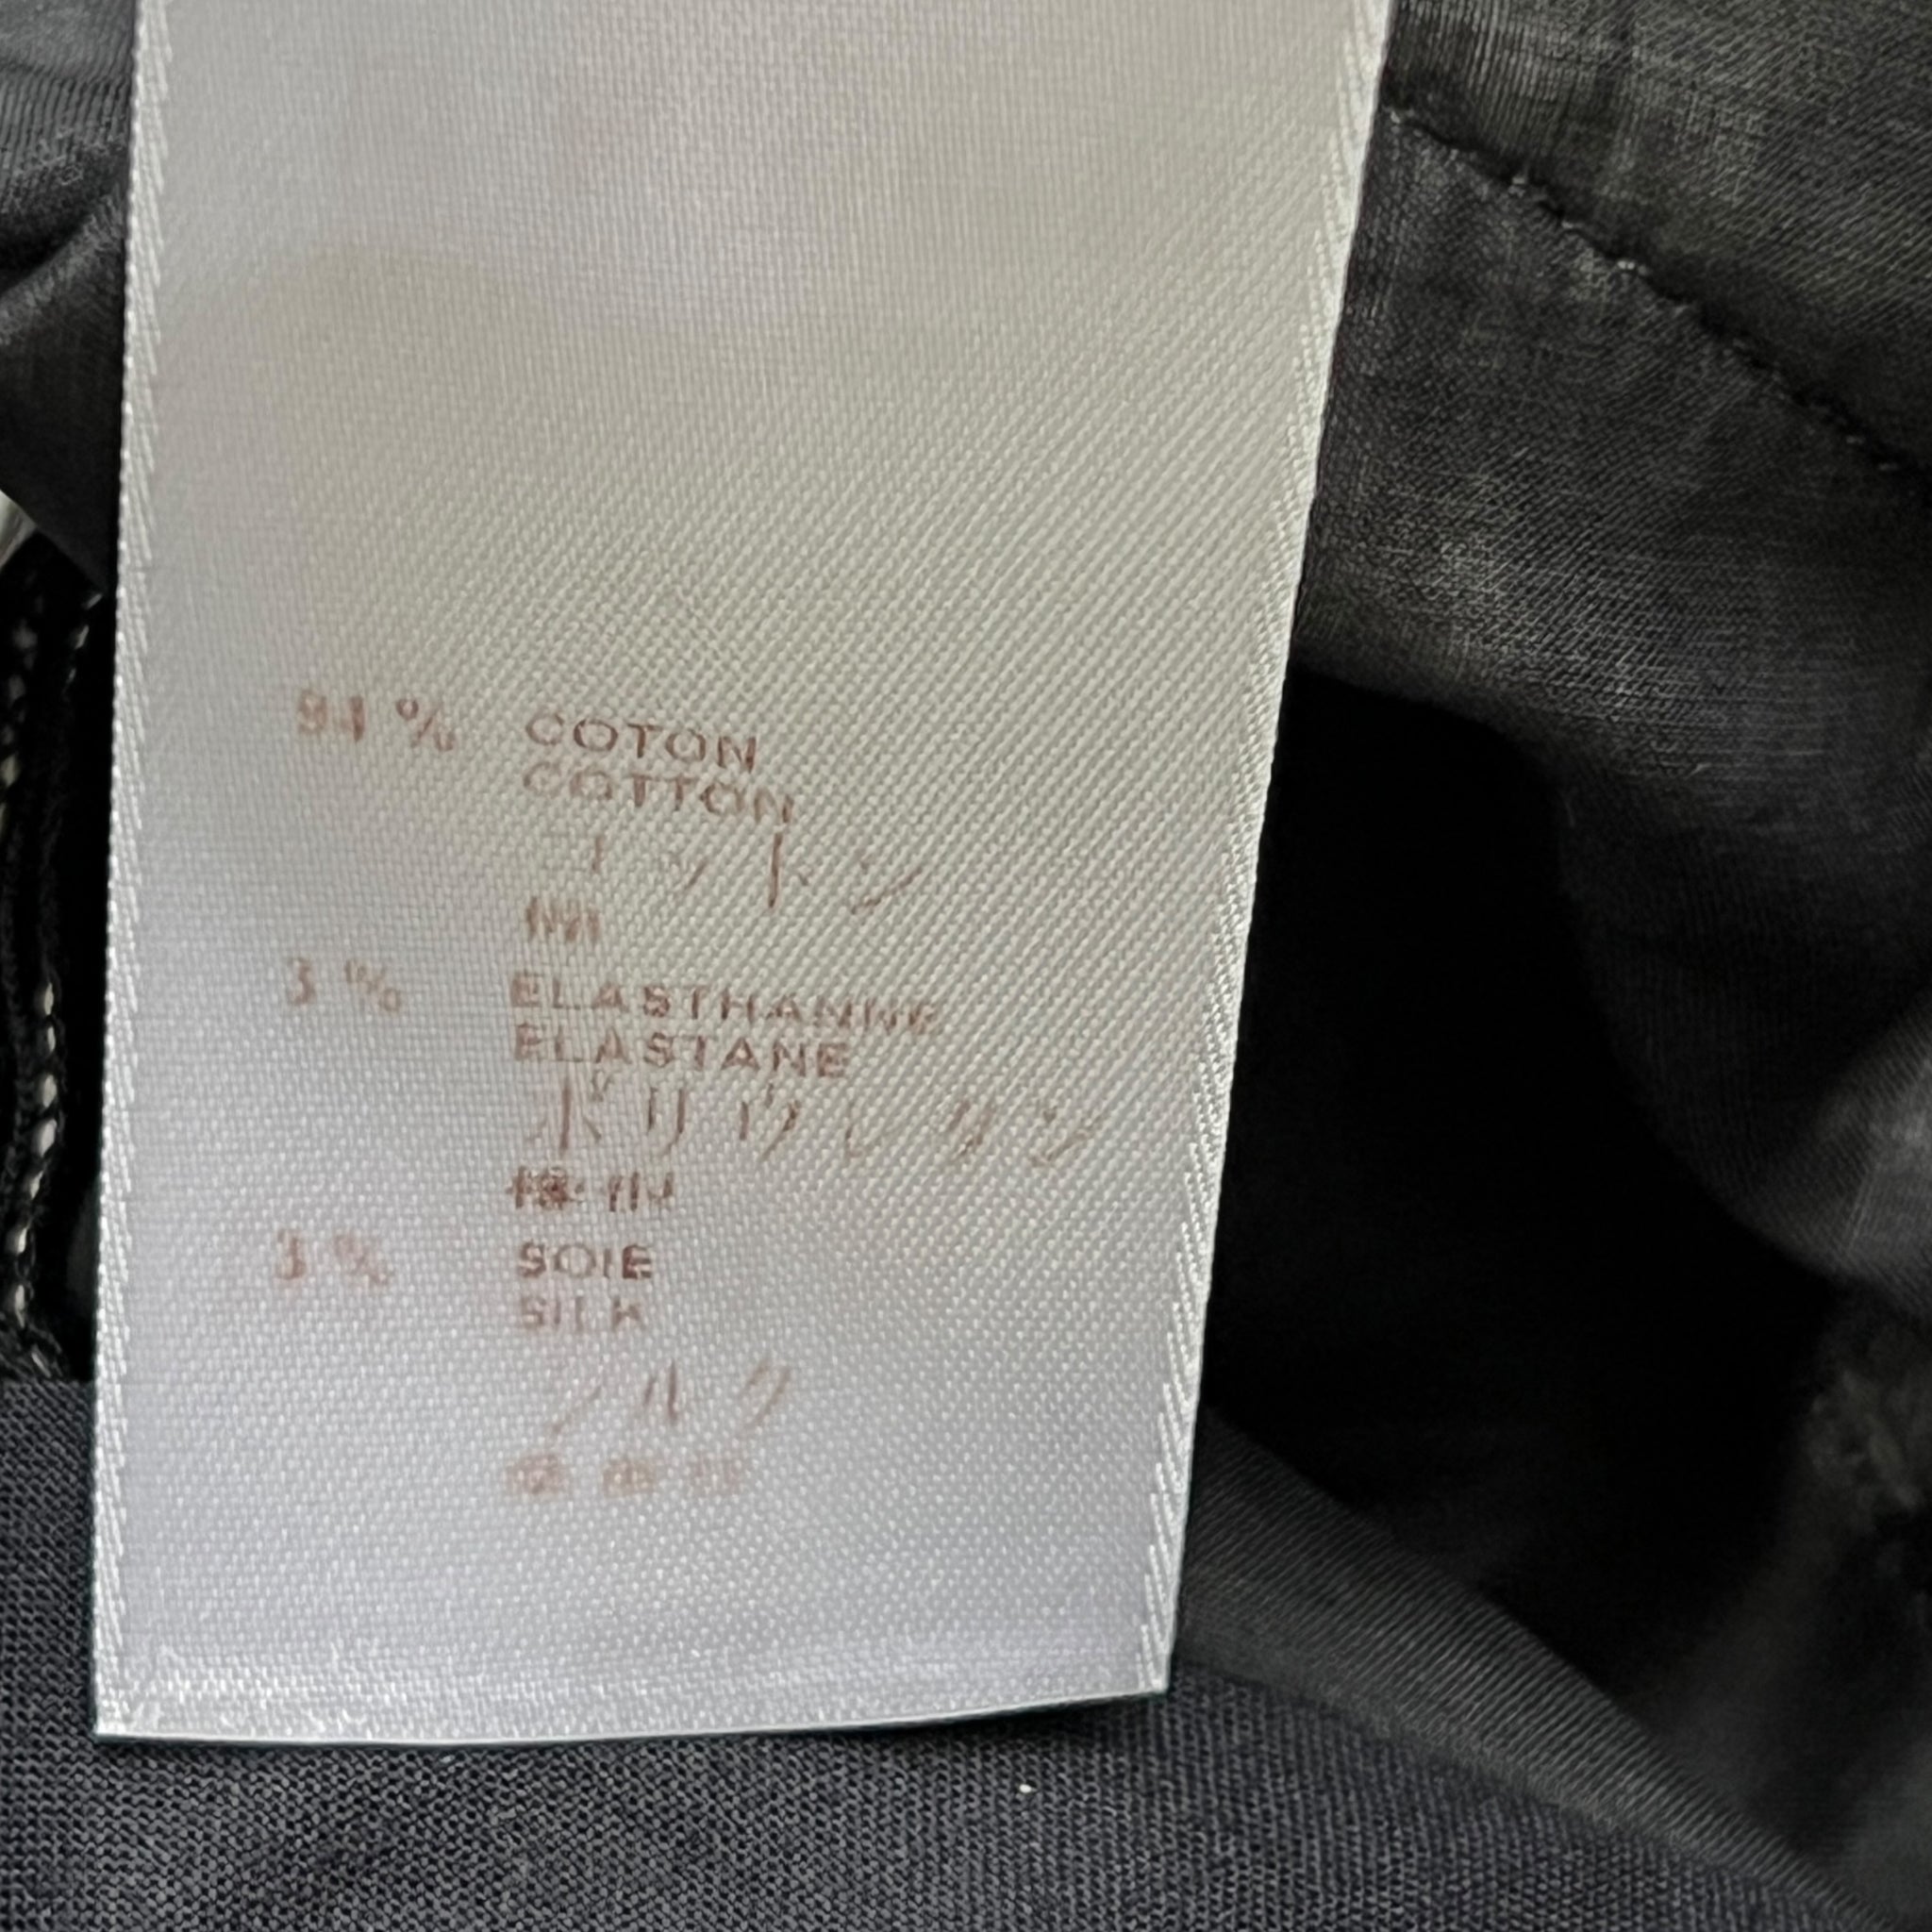 94 % COTON
COTTON
コットン
棉
3 % ELASTHANNE
ELASTANE
ポリウレタン
3 % SOIE
SILK
シルク